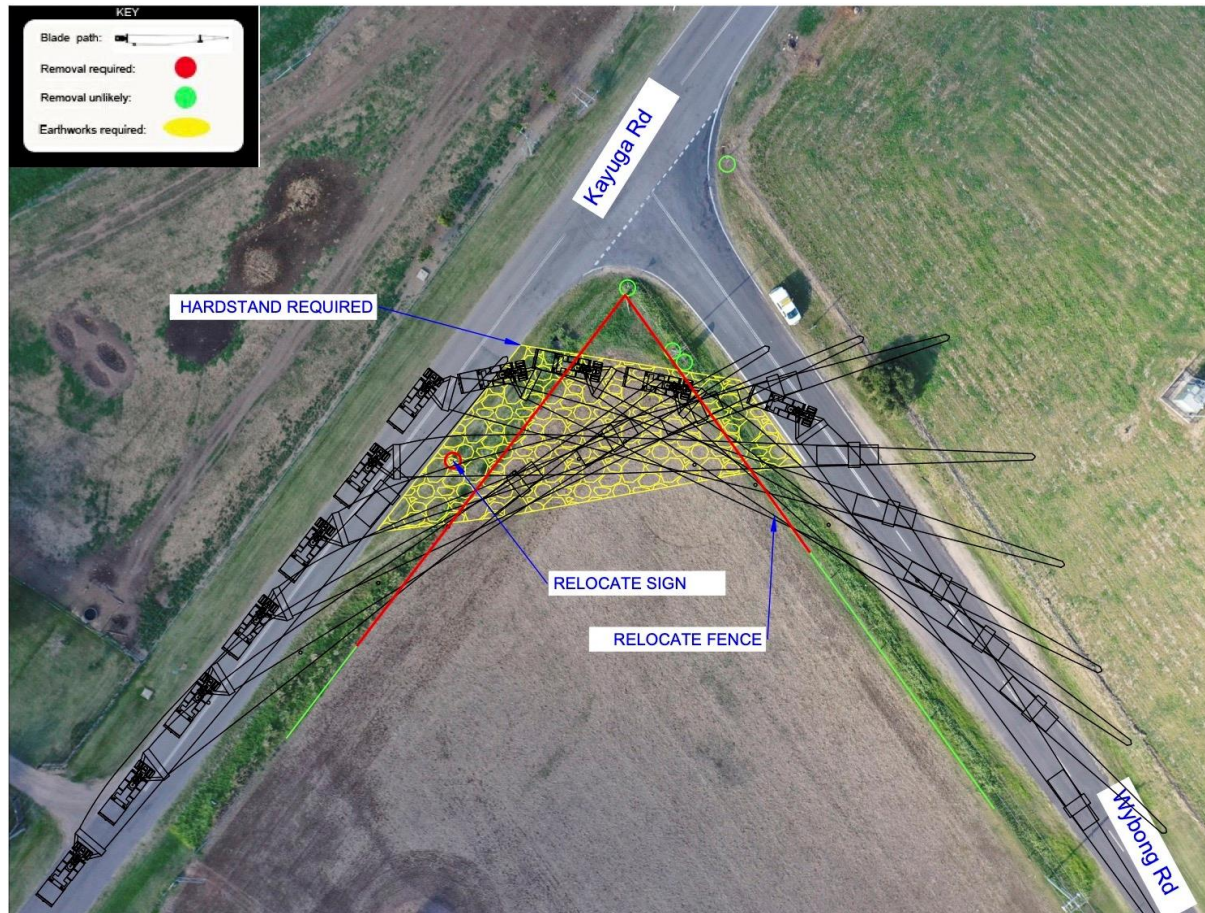 KEY
Blade path:
Removal required:
Removal unlikely:
Earthworks required:
Kayuga Rd
HARDSTAND REQUIRED
RELOCATE SIGN
RELOCATE FENCE
Wybong Rd